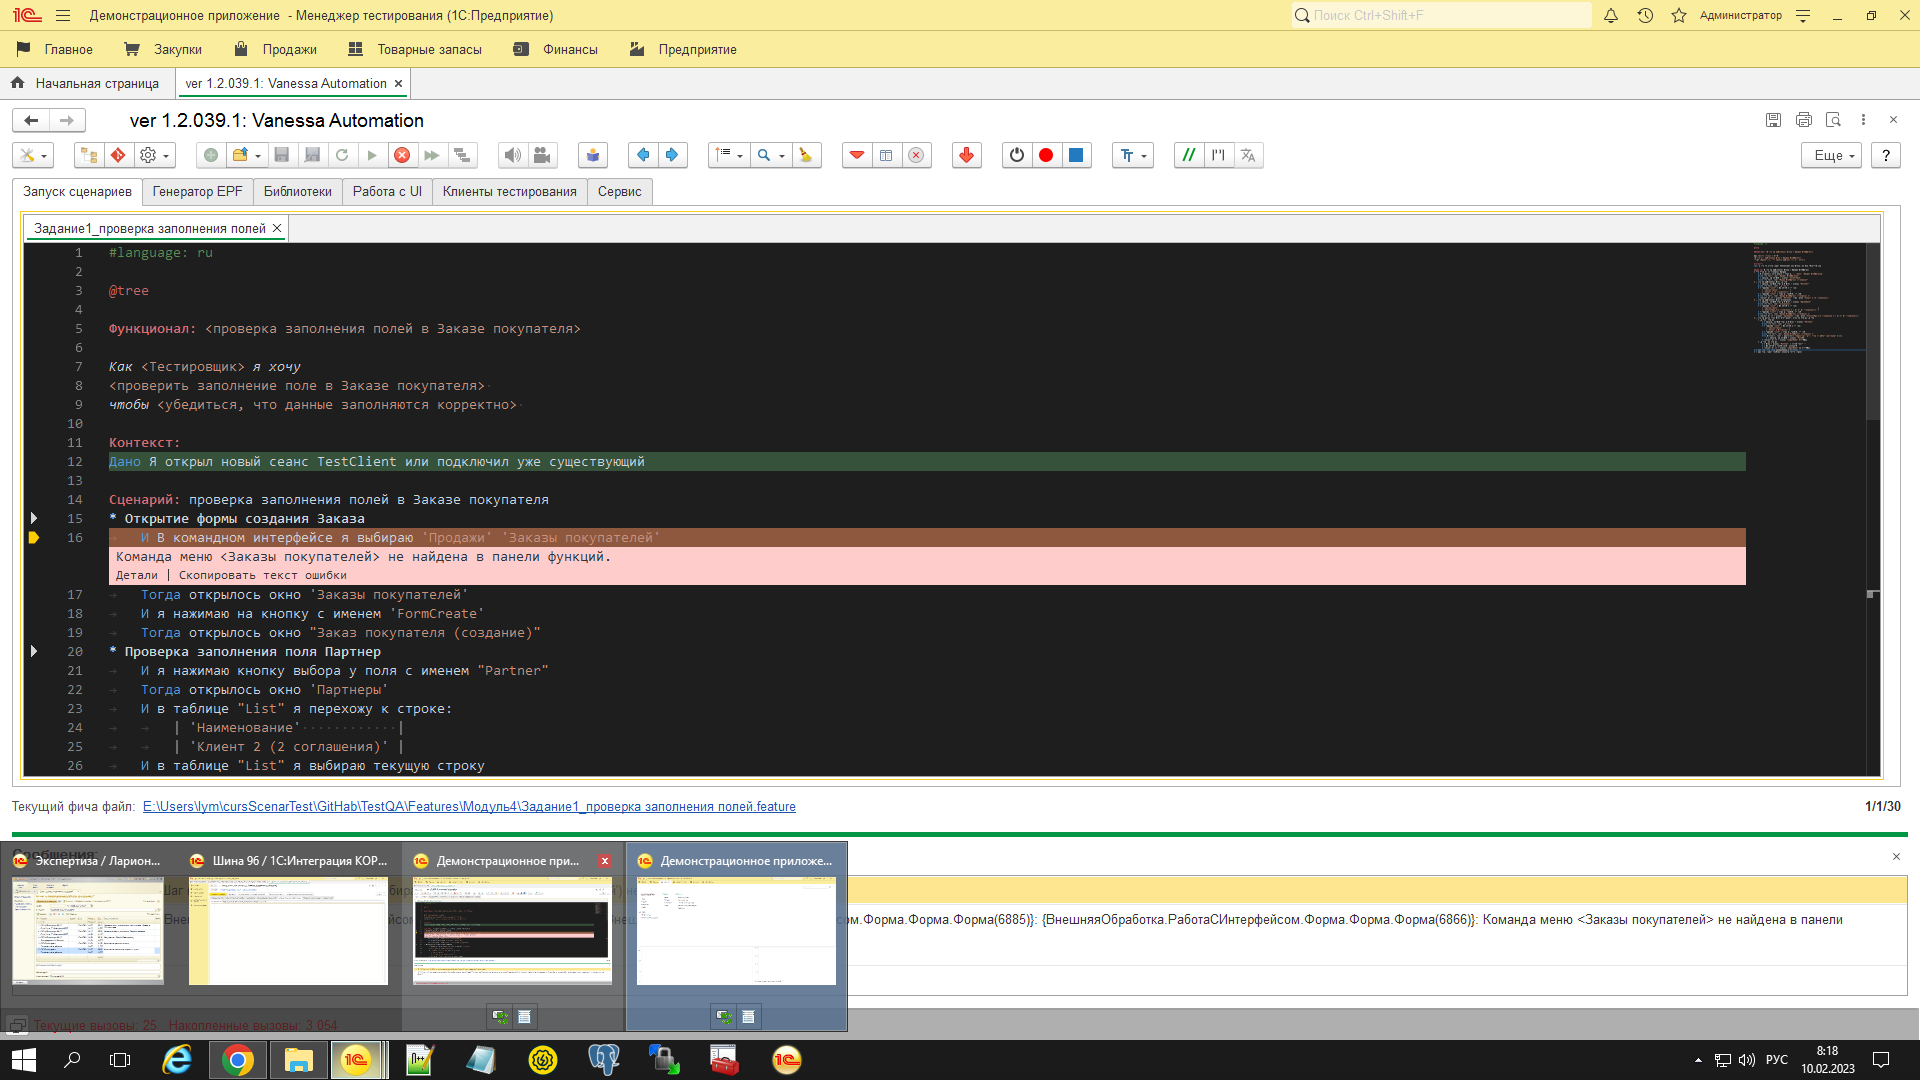 Демонстрационное приложение - Менеджер тестирования (1С:Предприятие)
Поиск Ctrl+Shift+F
Администратор
Главное
Закупки
Продажи
Товарные запасы
Финансы
Предприятие
Начальная страница
ver 1.2.039.1: Vanessa Automation
ver 1.2.039.1: Vanessa Automation
Еще
?
Запуск сценариев
Генератор EPF
Библиотеки
Работа с UI
Клиенты тестирования
Сервис
Задание1_проверка заполнения полей
1 #language: ru
2
3 @tree
4
5 Функционал: <проверка заполнения полей в Заказе покупателя>
6
7 Как <Тестировщик> я хочу
8 <проверить заполнение поле в Заказе покупателя>
9 чтобы <убедиться, что данные заполняются корректно>
10
11 Контекст:
12 Дано Я открыл новый сеанс TestClient или подключил уже существующий
13
14 Сценарий: проверка заполнения полей в Заказе покупателя
15 * Открытие формы создания Заказа
16 И В командном интерфейсе я выбираю 'Продажи' 'Заказы покупателей'
Команда меню <Заказы покупателей> не найдена в панели функций.
Детали | Скопировать текст ошибки
17 Тогда открылось окно 'Заказы покупателей'
18 И я нажимаю на кнопку с именем 'FormCreate'
19 Тогда открылось окно "Заказ покупателя (создание)"
20 * Проверка заполнения поля Партнер
21 И я нажимаю кнопку выбора у поля с именем "Partner"
22 Тогда открылось окно 'Партнеры'
23 И в таблице "List" я перехожу к строке:
24 | 'Наименование' |
25 | 'Клиент 2 (2 соглашения)' |
26 И в таблице "List" я выбираю текущую строку
Текущий фича файл: E:\Users\lym\cursScenarTest\GitHab\TestQA\Features\Модуль4\Задание1_проверка заполнения полей.feature
1/1/30
Сообщения:
Экспертиза / Ларион...
Шина 96 / 1С:Интеграция КОР...
Демонстрационное при...
Демонстрационное приложе...
сом.Форма.Форма.Форма(6885)}: {ВнешняяОбработка.РаботаСИнтерфейсом.Форма.Форма.Форма(6866)}: Команда меню <Заказы покупателей> не найдена в панели
Текущие вызовы: 25 Накопленные вызовы: 3 054
РУС
8:18
10.02.2023